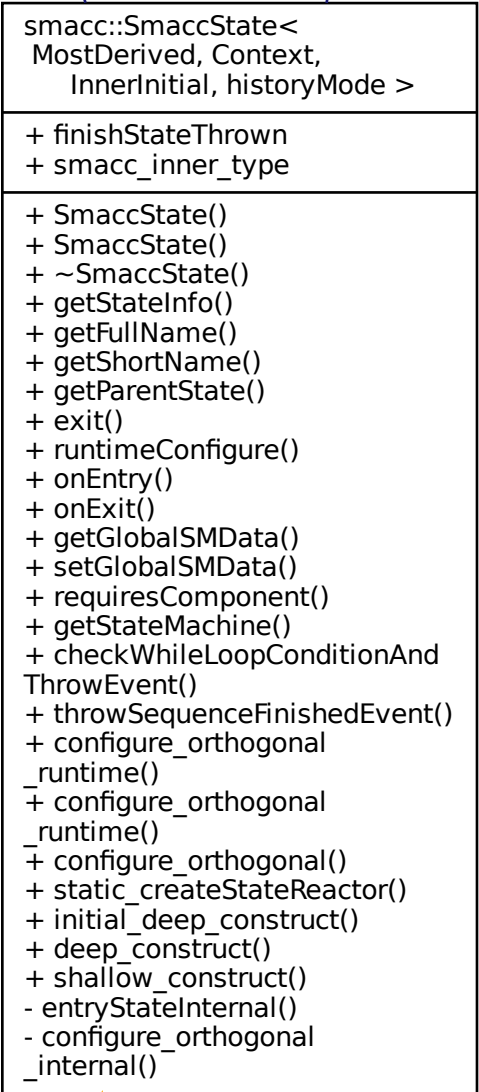 smacc::SmaccState<
MostDerived, Context,
InnerInitial, historyMode >
+ finishStateThrown
+ smacc_inner_type
+ SmaccState()
+ SmaccState()
+ ~SmaccState()
+ getStateInfo()
+ getFullName()
+ getShortName()
+ getParentState()
+ exit()
+ runtimeConfigure()
+ onEntry()
+ onExit()
+ getGlobalSMData()
+ setGlobalSMData()
+ requiresComponent()
+ getStateMachine()
+ checkWhileLoopConditionAnd
ThrowEvent()
+ throwSequenceFinishedEvent()
+ configure_orthogonal
_runtime()
+ configure_orthogonal
_runtime()
+ configure_orthogonal()
+ static_createStateReactor()
+ initial_deep_construct()
+ deep_construct()
+ shallow_construct()
- entryStateInternal()
- configure_orthogonal
_internal()